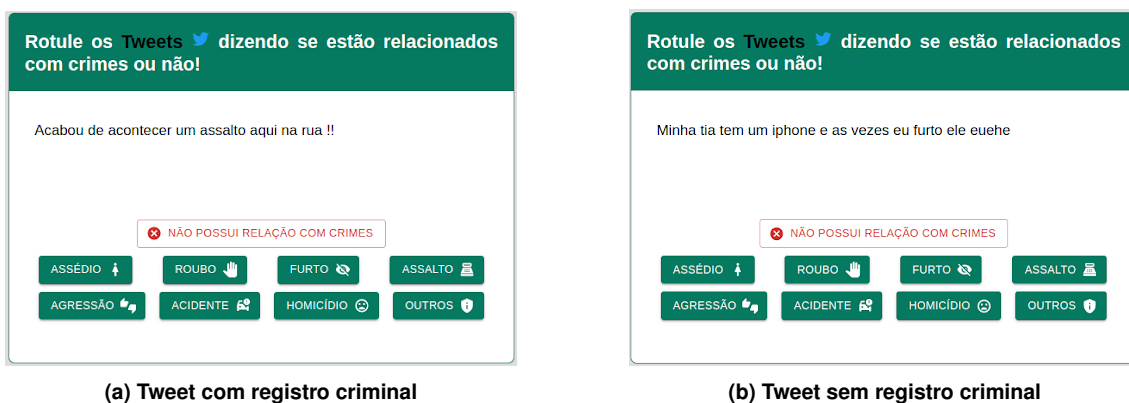 Rotule os Tweets dizendo se estão relacionados
com crimes ou não!
Acabou de acontecer um assalto aqui na rua !!
NÃO POSSUI RELAÇÃO COM CRIMES
ASSÉDIO ROUBO FURTO ASSALTO
AGRESSÃO ACIDENTE HOMICÍDIO OUTROS
(a) Tweet com registro criminal
Rotule os Tweets dizendo se estão relacionados
com crimes ou não!
Minha tia tem um iphone e as vezes eu furto ele euehe
NÃO POSSUI RELAÇÃO COM CRIMES
ASSÉDIO ROUBO FURTO ASSALTO
AGRESSÃO ACIDENTE HOMICÍDIO OUTROS
(b) Tweet sem registro criminal